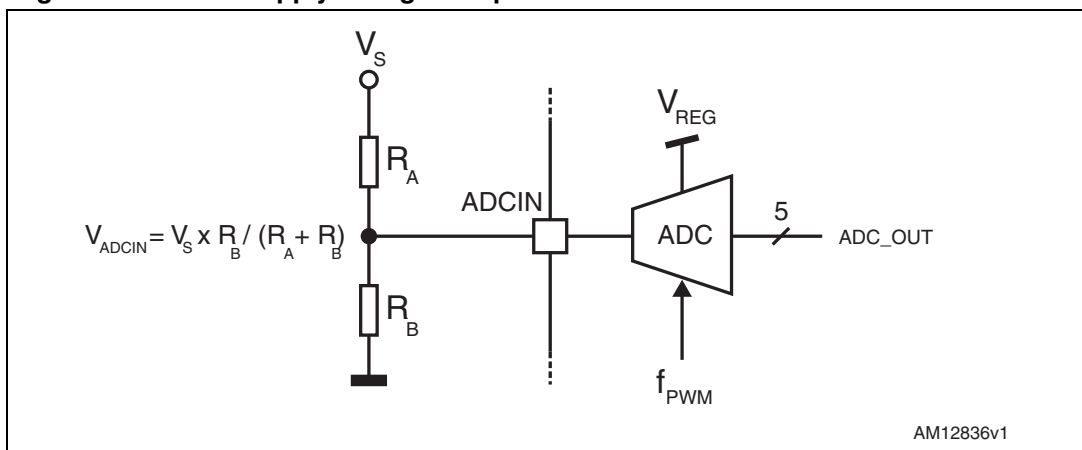 V_S
R_A
V_REG
ADCIN
5
V_ADCIN = V_S x R_B / (R_A + R_B)
ADC
ADC_OUT
R_B
f_PWM
AM12836v1